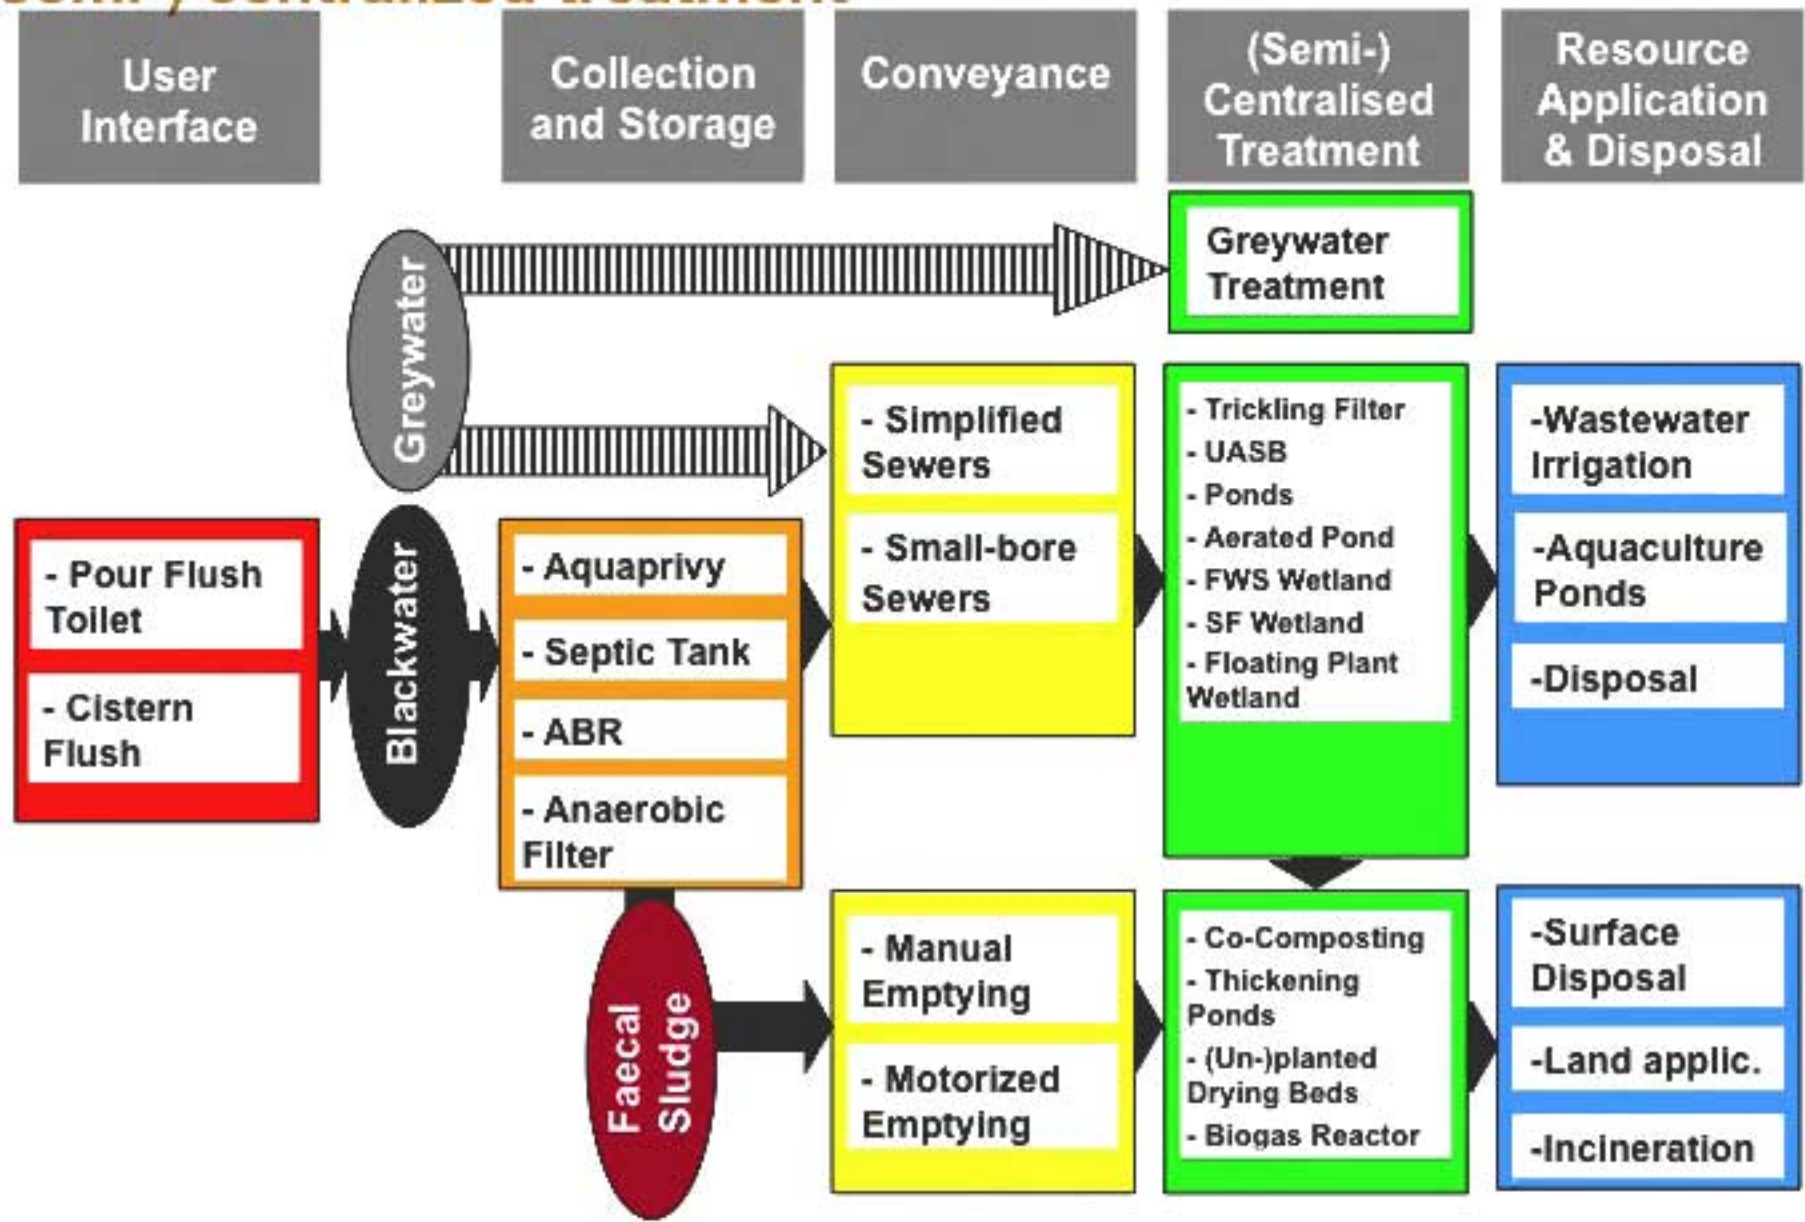 centralized treatment
User
Interface
Collection
and Storage
Conveyance
(Semi-)
Centralised
Treatment
Resource
Application
& Disposal
Greywater
Greywater
Treatment
- Pour Flush
Toilet
- Cistern
Flush
Blackwater
- Aquaprivy
- Septic Tank
- ABR
- Anaerobic
Filter
- Simplified
Sewers
- Small-bore
Sewers
- Trickling Filter
- UASB
- Ponds
- Aerated Pond
- FWS Wetland
- SF Wetland
- Floating Plant
Wetland
-Wastewater
Irrigation
-Aquaculture
Ponds
-Disposal
Faecal
Sludge
- Manual
Emptying
- Motorized
Emptying
- Co-Composting
- Thickening
Ponds
- (Un-)planted
Drying Beds
- Biogas Reactor
-Surface
Disposal
-Land applic.
-Incineration